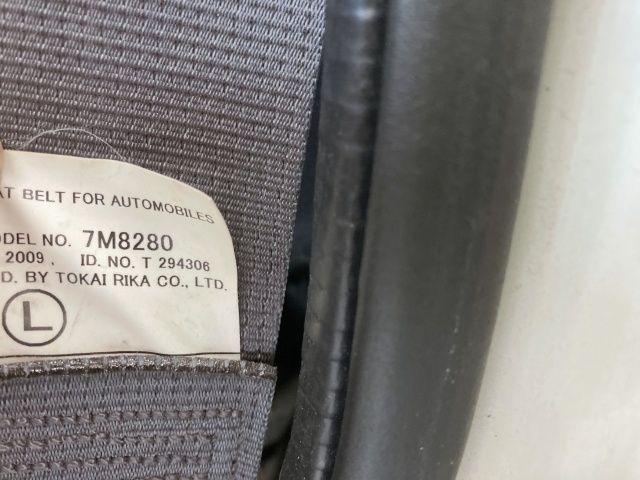 AT BELT FOR AUTOMOBILES
ODEL NO. 7M8280
2009, ID. NO. T 294306
D. BY TOKAI RIKA CO., LTD.
L